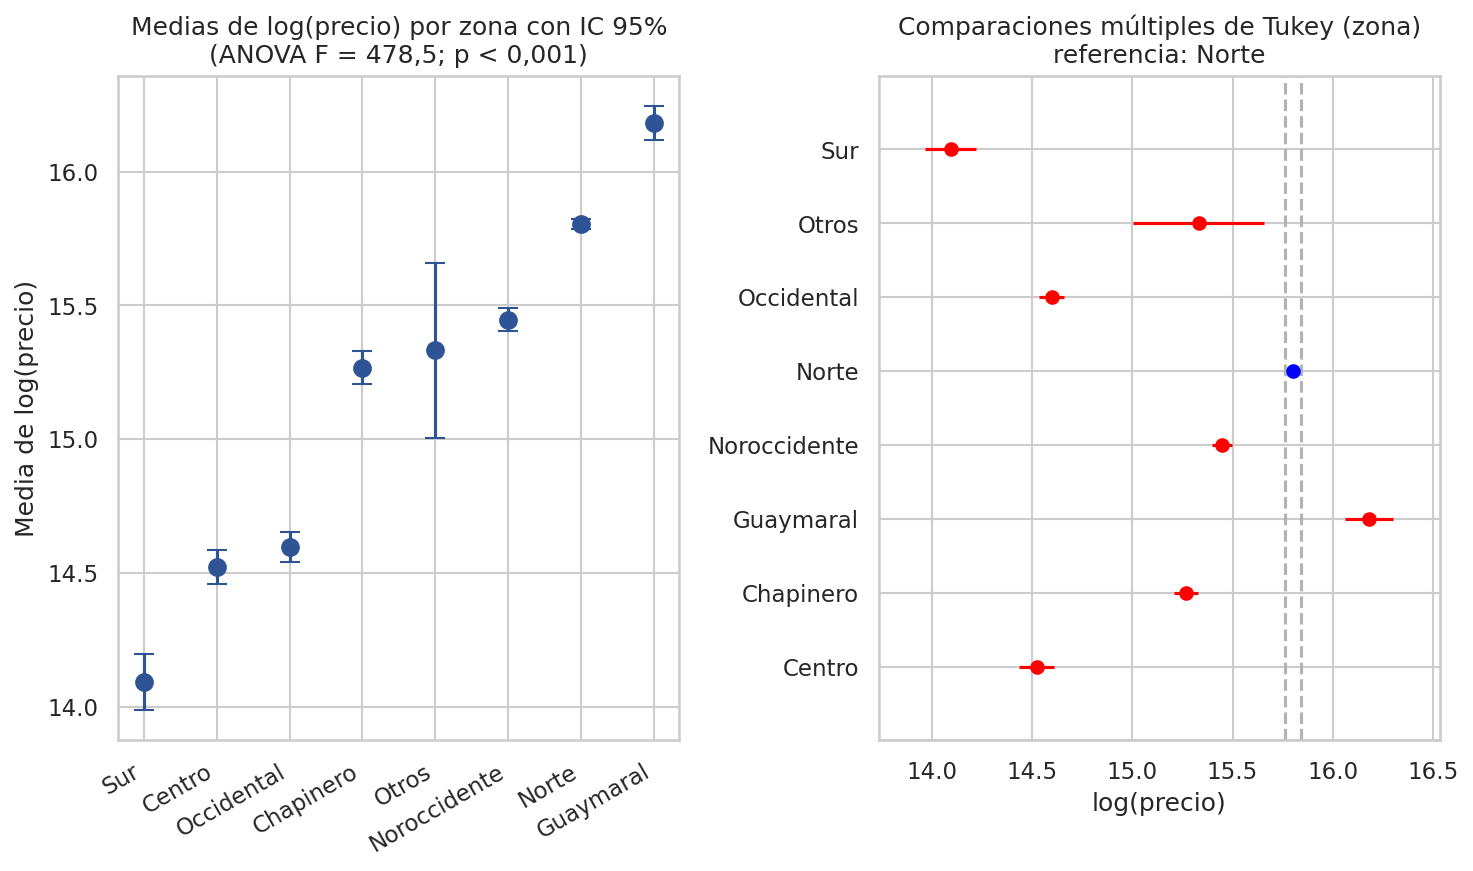 Medias de log(precio) por zona con IC 95%
(ANOVA F = 478,5; p < 0,001)
Media de log(precio)
16.0
15.5
15.0
14.5
14.0
Sur
Centro
Occidental
Chapinero
Otros
Noroccidente
Norte
Guaymaral
Comparaciones múltiples de Tukey (zona)
referencia: Norte
Sur
Otros
Occidental
Norte
Noroccidente
Guaymaral
Chapinero
Centro
14.0
14.5
15.0
15.5
16.0
16.5
log(precio)